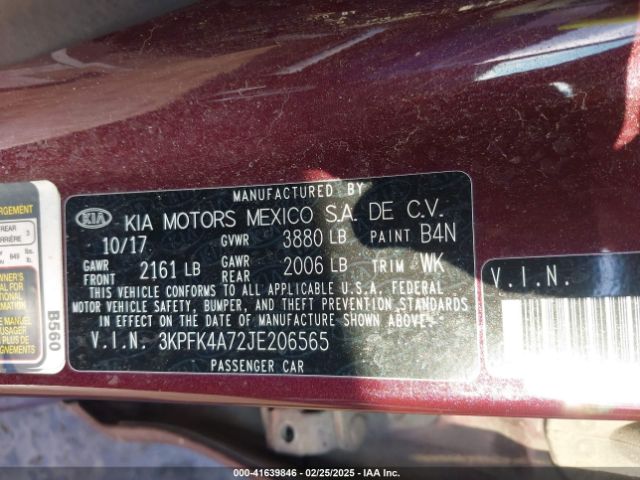 MANUFACTURED BY
KIA KIA MOTORS MEXICO S.A. DE C.V.
10/17 GVWR 3880 LB PAINT B4N
GAWR FRONT 2161 LB GAWR REAR 2006 LB TRIM WK
THIS VEHICLE CONFORMS TO ALL APPLICABLE U.S.A. FEDERAL
MOTOR VEHICLE SAFETY, BUMPER, AND THEFT PREVENTION STANDARDS
IN EFFECT ON THE DATE OF MANUFACTURE SHOWN ABOVE.
V.I.N. 3KPFK4A72JE206565
PASSENGER CAR
V.I.N.
B560
REAR 3
000-41639846 — 02/25/2025 — IAA Inc.